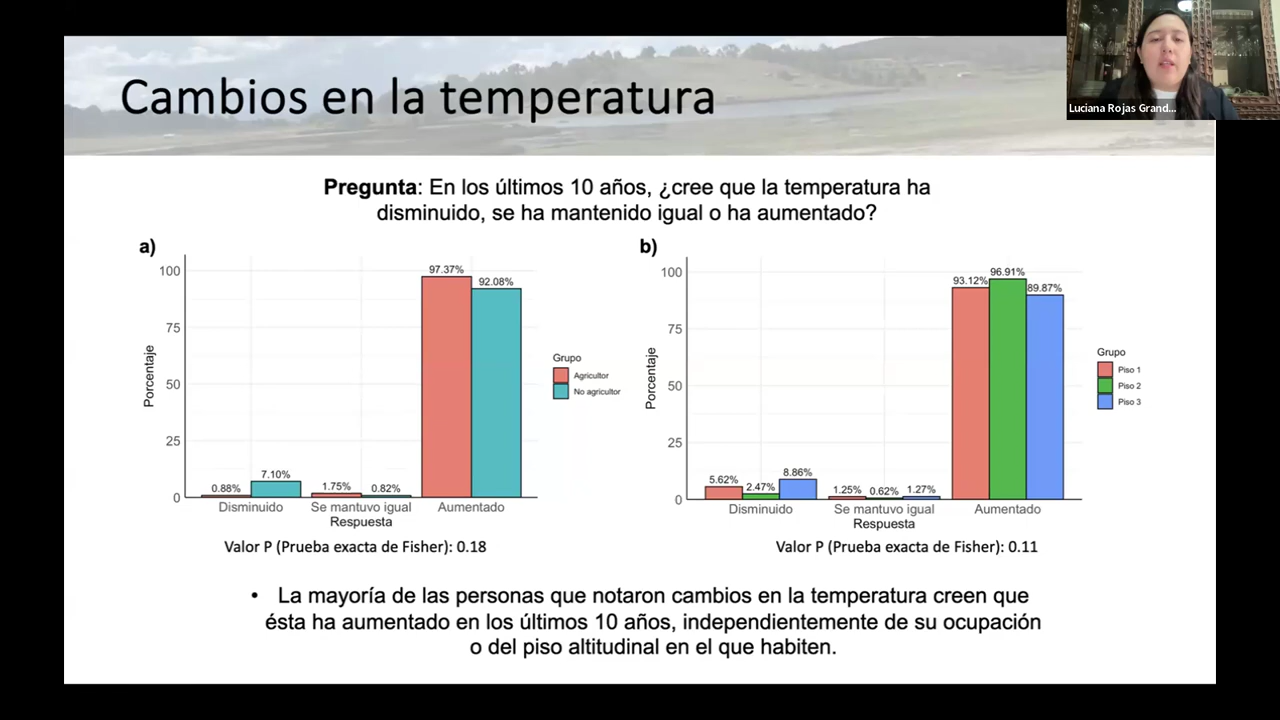 Luciana Rojas Grand...
Cambios en la temperatura
Pregunta: En los últimos 10 años, ¿cree que la temperatura ha
disminuido, se ha mantenido igual o ha aumentado?
a)
100
75
50
25
0
Porcentaje
97.37%
92.08%
7.10%
0.88%
1.75%
0.82%
Disminuido
Se mantuvo igual
Aumentado
Respuesta
Grupo
Agricultor
No agricultor
Valor P (Prueba exacta de Fisher): 0.18
b)
100
75
50
25
0
Porcentaje
93.12%
96.91%
89.87%
5.62%
2.47%
8.86%
1.25%
0.62%
1.27%
Disminuido
Se mantuvo igual
Aumentado
Respuesta
Grupo
Piso 1
Piso 2
Piso 3
Valor P (Prueba exacta de Fisher): 0.11
• La mayoría de las personas que notaron cambios en la temperatura creen que
ésta ha aumentado en los últimos 10 años, independientemente de su ocupación
o del piso altitudinal en el que habiten.